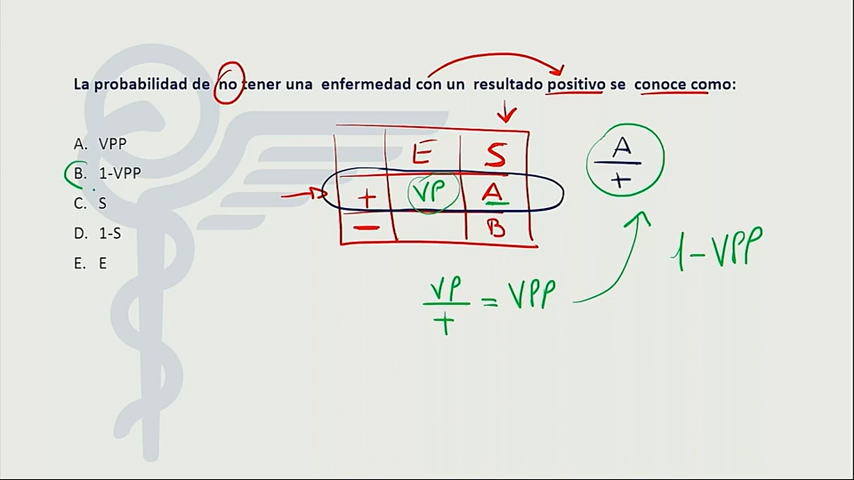 La probabilidad de no tener una enfermedad con un resultado positivo se conoce como:
A. VPP
B. 1-VPP
C. S
D. 1-S
E. E
E S
+ VP A
− B
A
+
VP
+
= VPP
1-VPP